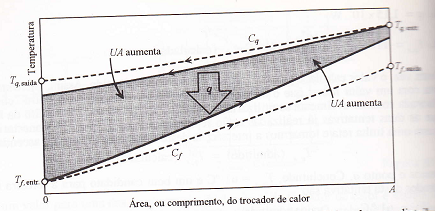 Temperatura
T_q, entr.
C_q
UA aumenta
T_q, saída
T_f, saída
q
UA aumenta
C_f
T_f, entr.
0
Área, ou comprimento, do trocador de calor
A